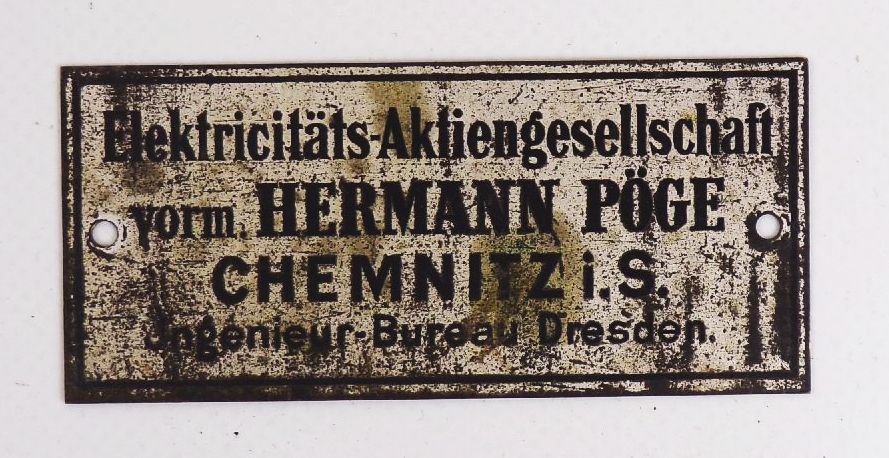 Elektricitäts-Aktiengesellschaft
vorm. HERMANN PÖGE
CHEMNITZ i. S.
Ingenieur-Bureau Dresden.